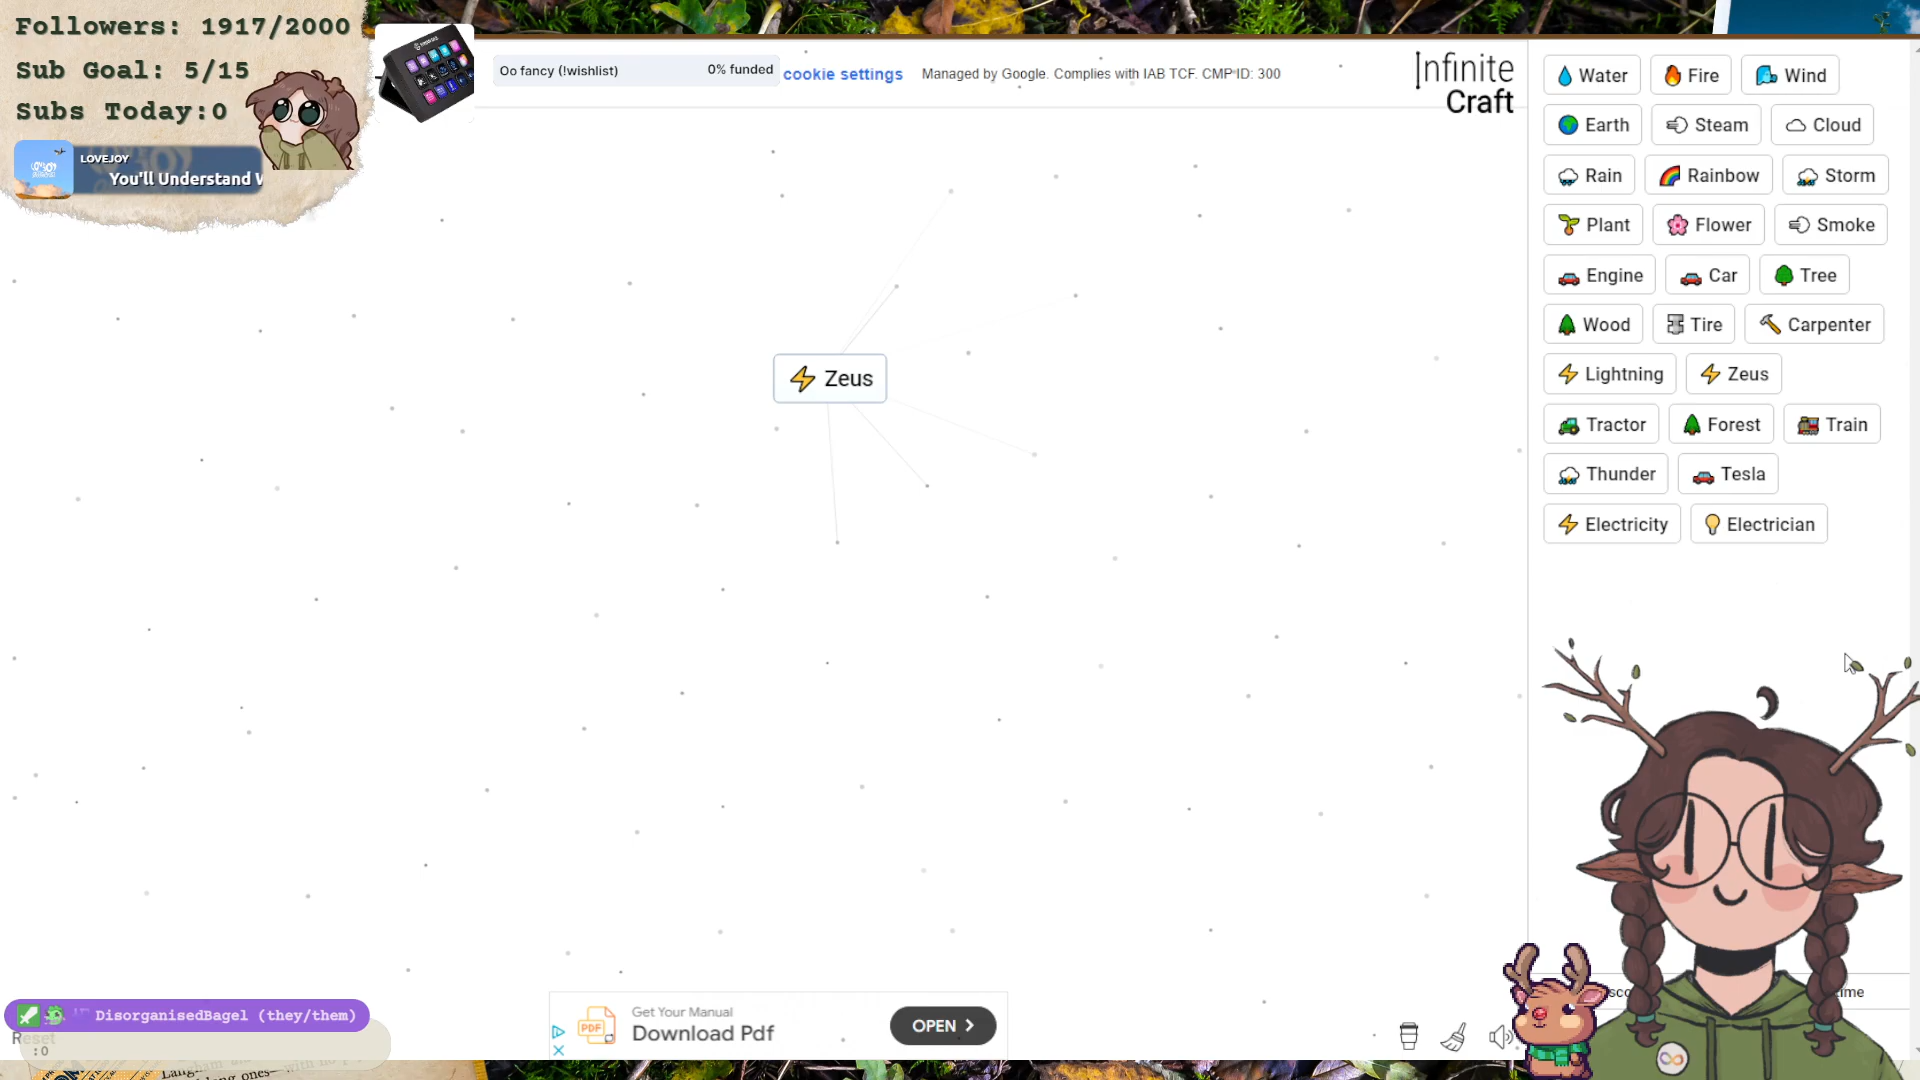 Followers: 1917/2000
Sub Goal: 5/15
Subs Today:0
LOVEJOY
You'll Understand
Oo fancy (!wishlist) 0% funded
cookie settings Managed by Google. Complies with IAB TCF. CMP ID: 300
Infinite
Craft
Water Fire Wind
Earth Steam Cloud
Rain Rainbow Storm
Plant Flower Smoke
Engine Car Tree
Wood Tire Carpenter
Lightning Zeus
Tractor Forest Train
Thunder Tesla
Electricity Electrician
Zeus
DisorganisedBagel (they/them)
Reset
:0
PDF
Get Your Manual
Download Pdf
OPEN